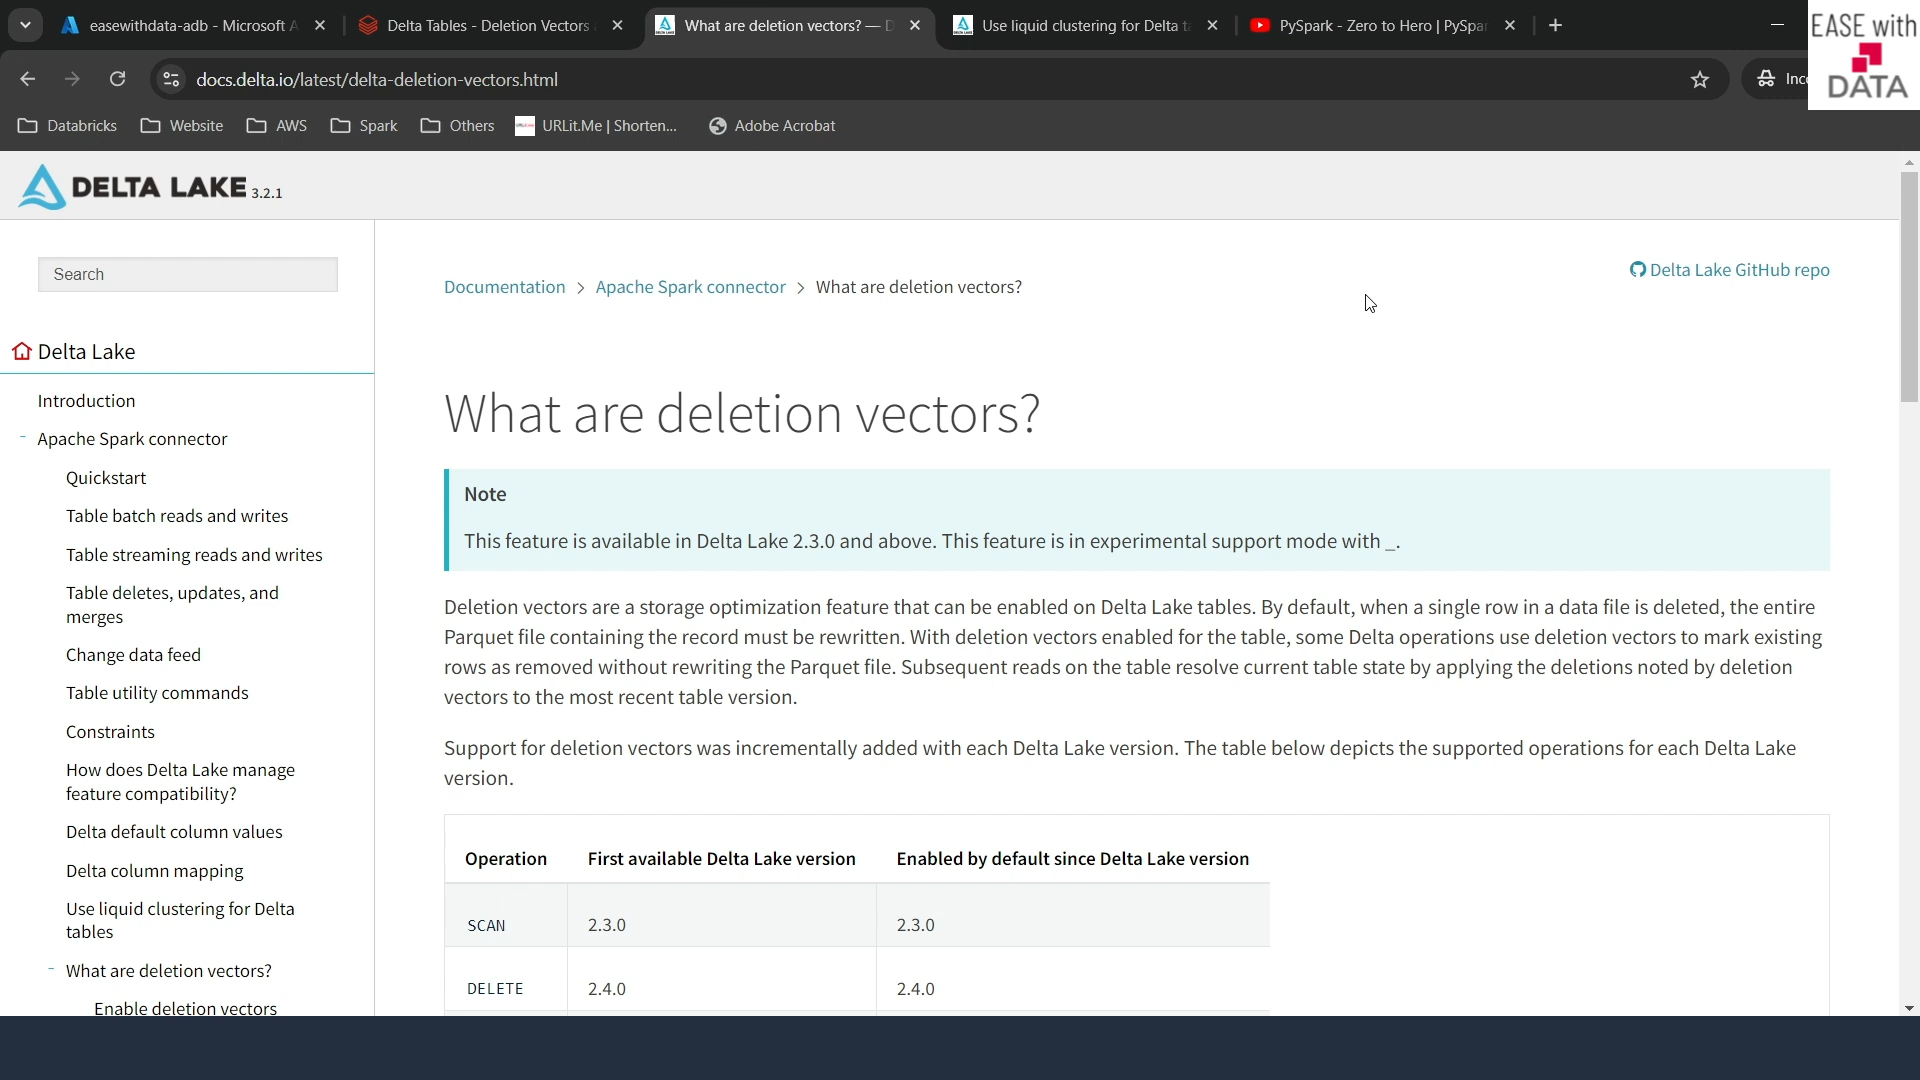 easewithdata-adb - Microsoft A
Delta Tables - Deletion Vectors
What are deletion vectors? — D
Use liquid clustering for Delta t
PySpark - Zero to Hero | PySpa
EASE with
DATA
docs.delta.io/latest/delta-deletion-vectors.html
Databricks
Website
AWS
Spark
Others
URLit.Me | Shorten...
Adobe Acrobat
DELTA LAKE 3.2.1
Search
Documentation > Apache Spark connector > What are deletion vectors?
Delta Lake GitHub repo
Delta Lake
Introduction
- Apache Spark connector
Quickstart
Table batch reads and writes
Table streaming reads and writes
Table deletes, updates, and
merges
Change data feed
Table utility commands
Constraints
How does Delta Lake manage
feature compatibility?
Delta default column values
Delta column mapping
Use liquid clustering for Delta
tables
- What are deletion vectors?
Enable deletion vectors
What are deletion vectors?
Note
This feature is available in Delta Lake 2.3.0 and above. This feature is in experimental support mode with _.
Deletion vectors are a storage optimization feature that can be enabled on Delta Lake tables. By default, when a single row in a data file is deleted, the entire
Parquet file containing the record must be rewritten. With deletion vectors enabled for the table, some Delta operations use deletion vectors to mark existing
rows as removed without rewriting the Parquet file. Subsequent reads on the table resolve current table state by applying the deletions noted by deletion
vectors to the most recent table version.
Support for deletion vectors was incrementally added with each Delta Lake version. The table below depicts the supported operations for each Delta Lake
version.
Operation First available Delta Lake version Enabled by default since Delta Lake version
SCAN 2.3.0 2.3.0
DELETE 2.4.0 2.4.0